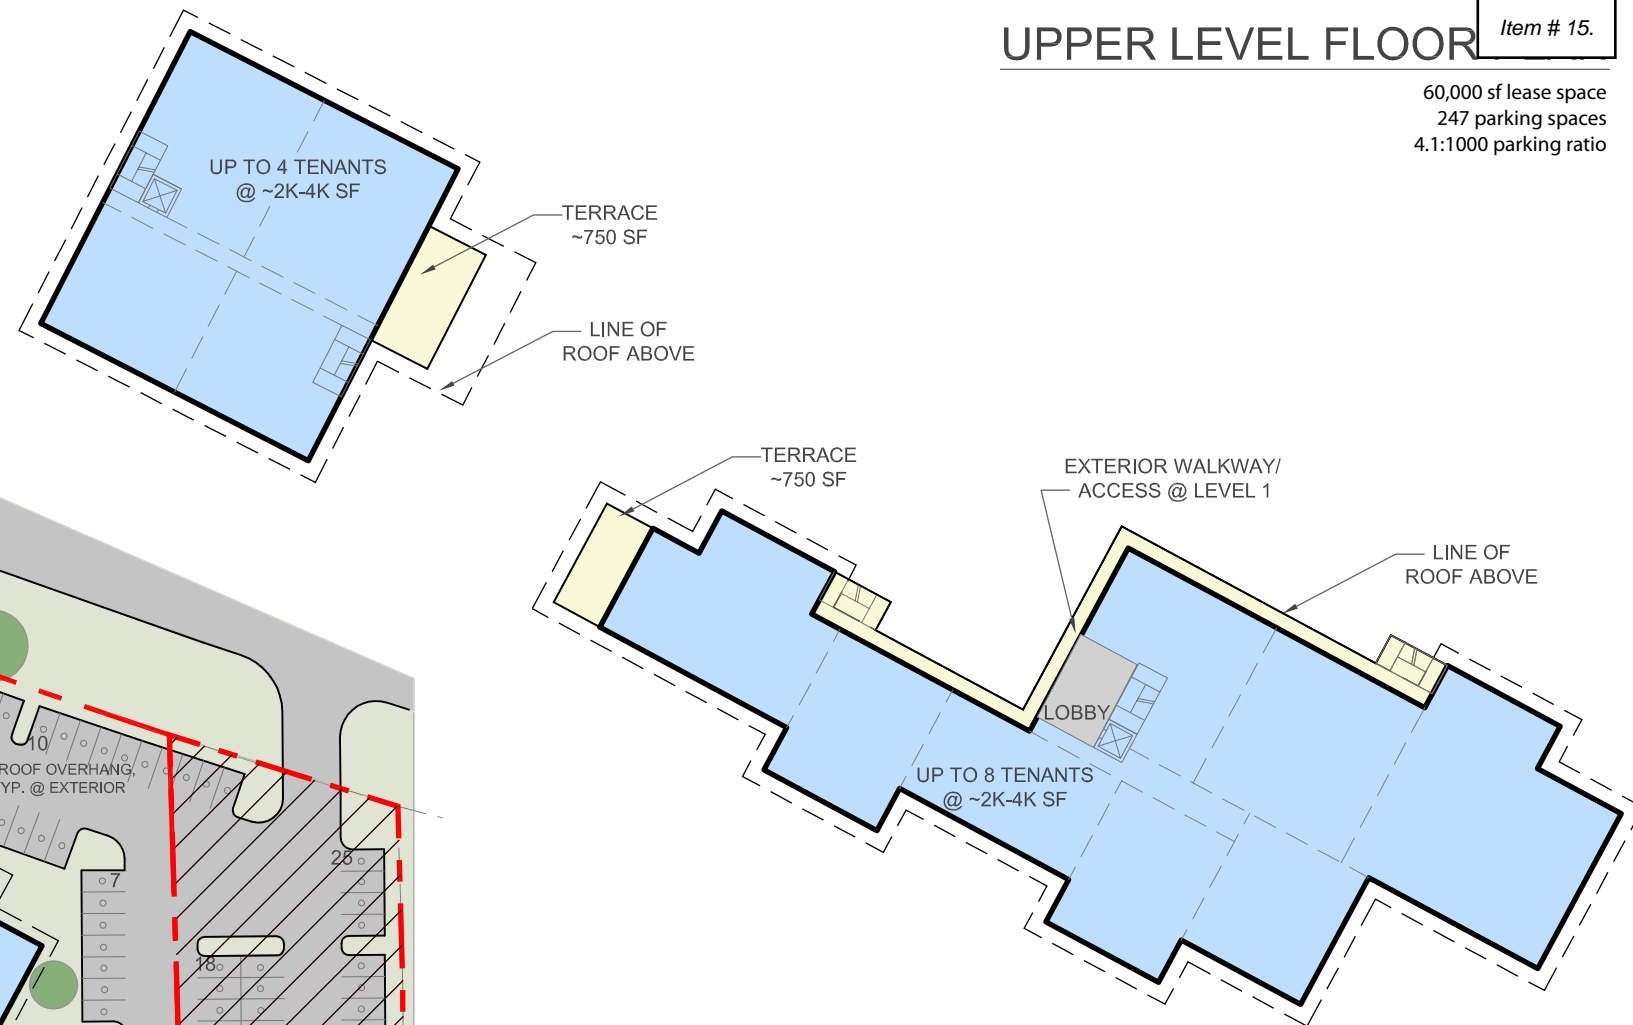 UPPER LEVEL FLOOR
Item # 15.
60,000 sf lease space
247 parking spaces
4.1:1000 parking ratio
UP TO 4 TENANTS
@ ~2K-4K SF
TERRACE
~750 SF
LINE OF
ROOF ABOVE
TERRACE
~750 SF
EXTERIOR WALKWAY/
ACCESS @ LEVEL 1
LINE OF
ROOF ABOVE
LOBBY
UP TO 8 TENANTS
@ ~2K-4K SF
10
ROOF OVERHANG,
YP. @ EXTERIOR
25
7
18